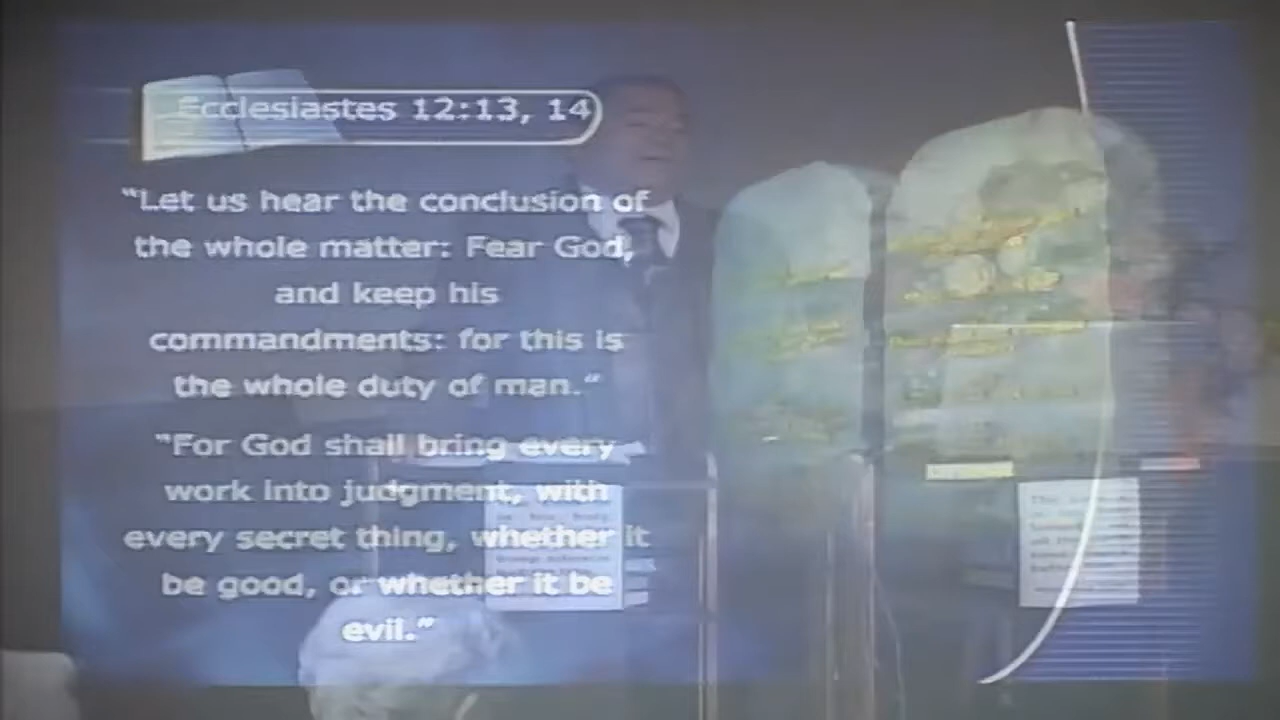 Ecclesiastes 12:13, 14
“Let us hear the conclusion of
the whole matter: Fear God,
and keep his
commandments: for this is
the whole duty of man.“
“For God shall bring every
work into judgment, with
every secret thing, whether it
be good, or whether it be
evil.”